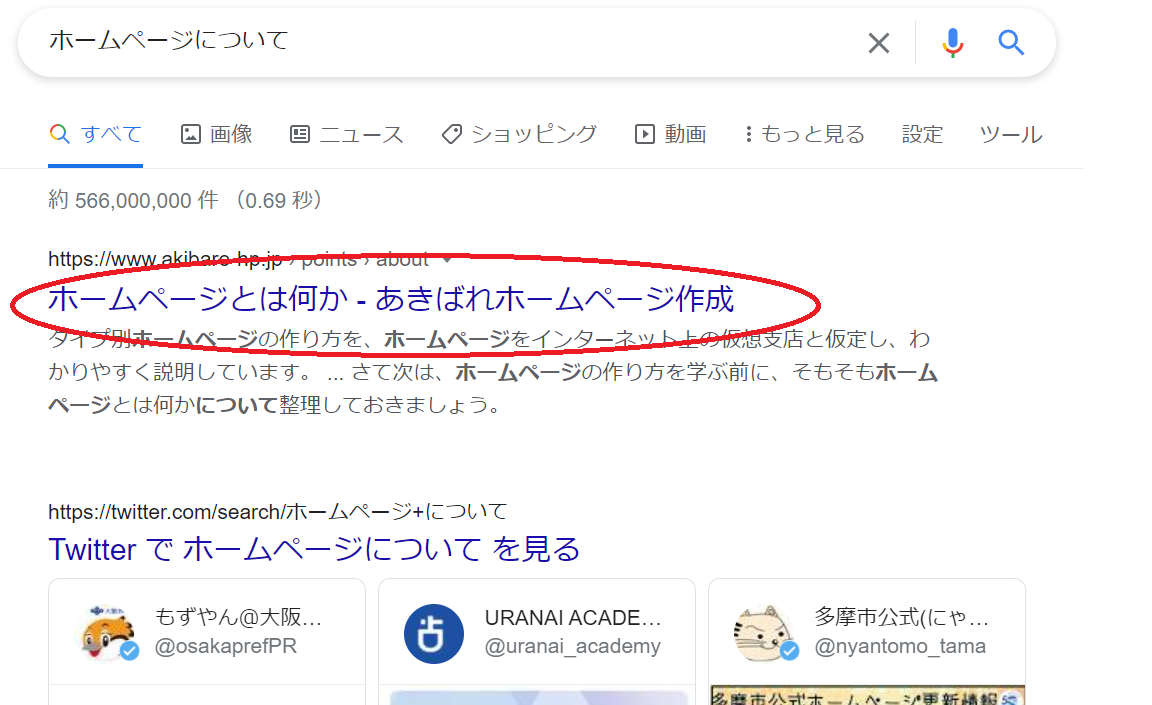 ホームページについて
すべて 画像 ニュース ショッピング 動画 もっと見る 設定 ツール
約 566,000,000 件 （0.69 秒）
https://www.akibare-hp.jp › points › about
ホームページとは何か - あきばれホームページ作成
タイプ別ホームページの作り方を、ホームページをインターネット上の仮想支店と仮定し、わ
かりやすく説明しています。 ... さて次は、ホームページの作り方を学ぶ前に、そもそもホーム
ページとは何かについて整理しておきましょう。
https://twitter.com/search/ホームページ+について
Twitter で ホームページについて を見る
もずやん@大阪... URANAI ACADE... 多摩市公式(にゃ...
@osakaprefPR @uranai_academy @nyantomo_tama
多摩市公式ホームページ更新情報